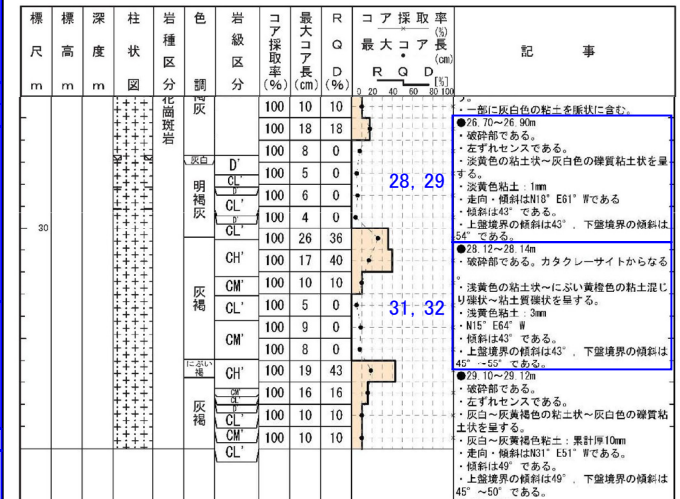 標尺m
標高m
深度m
柱状図
岩種区分
色調
岩級区分
コア採取率(%)
最大コア長(cm)
RQD(%)
コア採取率(%)
最大コア長(cm)
RQD[%]
0 20 40 60 80 100
記事
花崗斑岩
褐灰
100 10 10
100 18 18
100 8 0
灰白
D'
100 5 0
CL'
D'
明褐灰
100 6 0
CL'
D'
100 4 0
30
CL'
100 26 36
CH'
100 17 40
灰褐
CM'
100 10 10
CL'
100 5 0
CM'
100 9 0
100 8 0
にぶい褐
CH'
100 19 43
灰褐
CM'
CL'
100 16 16
D'
CL'
100 10 10
CM'
100 10 10
CL'
28, 29
31, 32
・一部に灰白色の粘土を脈状に含む。
●26.70～26.90m
・破砕部である。
・左ずれセンスである。
・淡黄色の粘土状～灰白色の礫質粘土状を呈
する。
・淡黄色粘土：1mm
・走向・傾斜はN18°E61°Wである
・傾斜は43°である。
・上盤境界の傾斜は43°、下盤境界の傾斜は
54°である。
●28.12～28.14m
・破砕部である。カタクレーサイトからなる
。
・浅黄色の粘土状～にぶい黄橙色の粘土混じ
り礫状～粘土質礫状を呈する。
・浅黄色粘土：3mm
・N15°E64°W
・傾斜は43°である。
・上盤境界の傾斜は43°、下盤境界の傾斜は
45°～55°である。
●29.10～29.12m
・破砕部である。
・左ずれセンスである。
・灰白～灰黄褐色の粘土状～灰白色の礫質粘
土状を呈する。
・灰白～灰黄褐色粘土：累計厚10mm
・走向・傾斜はN31°E51°Wである。
・傾斜は49°である。
・上盤境界の傾斜は49°、下盤境界の傾斜は
45°～50°である。